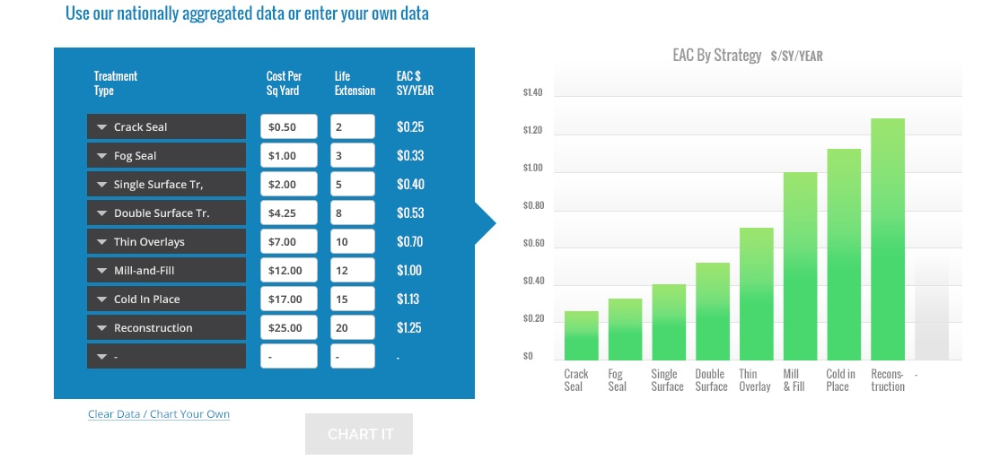 Use our nationally aggregated data or enter your own data
Treatment Type Cost Per Sq Yard Life Extension EAC $ SY/YEAR
Crack Seal $0.50 2 $0.25
Fog Seal $1.00 3 $0.33
Single Surface Tr, $2.00 5 $0.40
Double Surface Tr. $4.25 8 $0.53
Thin Overlays $7.00 10 $0.70
Mill-and-Fill $12.00 12 $1.00
Cold In Place $17.00 15 $1.13
Reconstruction $25.00 20 $1.25
- - - -
Clear Data / Chart Your Own
CHART IT
EAC By Strategy $/SY/YEAR
$1.40
$1.20
$1.00
$0.80
$0.60
$0.40
$0.20
$0
Crack Seal
Fog Seal
Single Surface
Double Surface
Thin Overlay
Mill & Fill
Cold in Place
Recons-truction
-